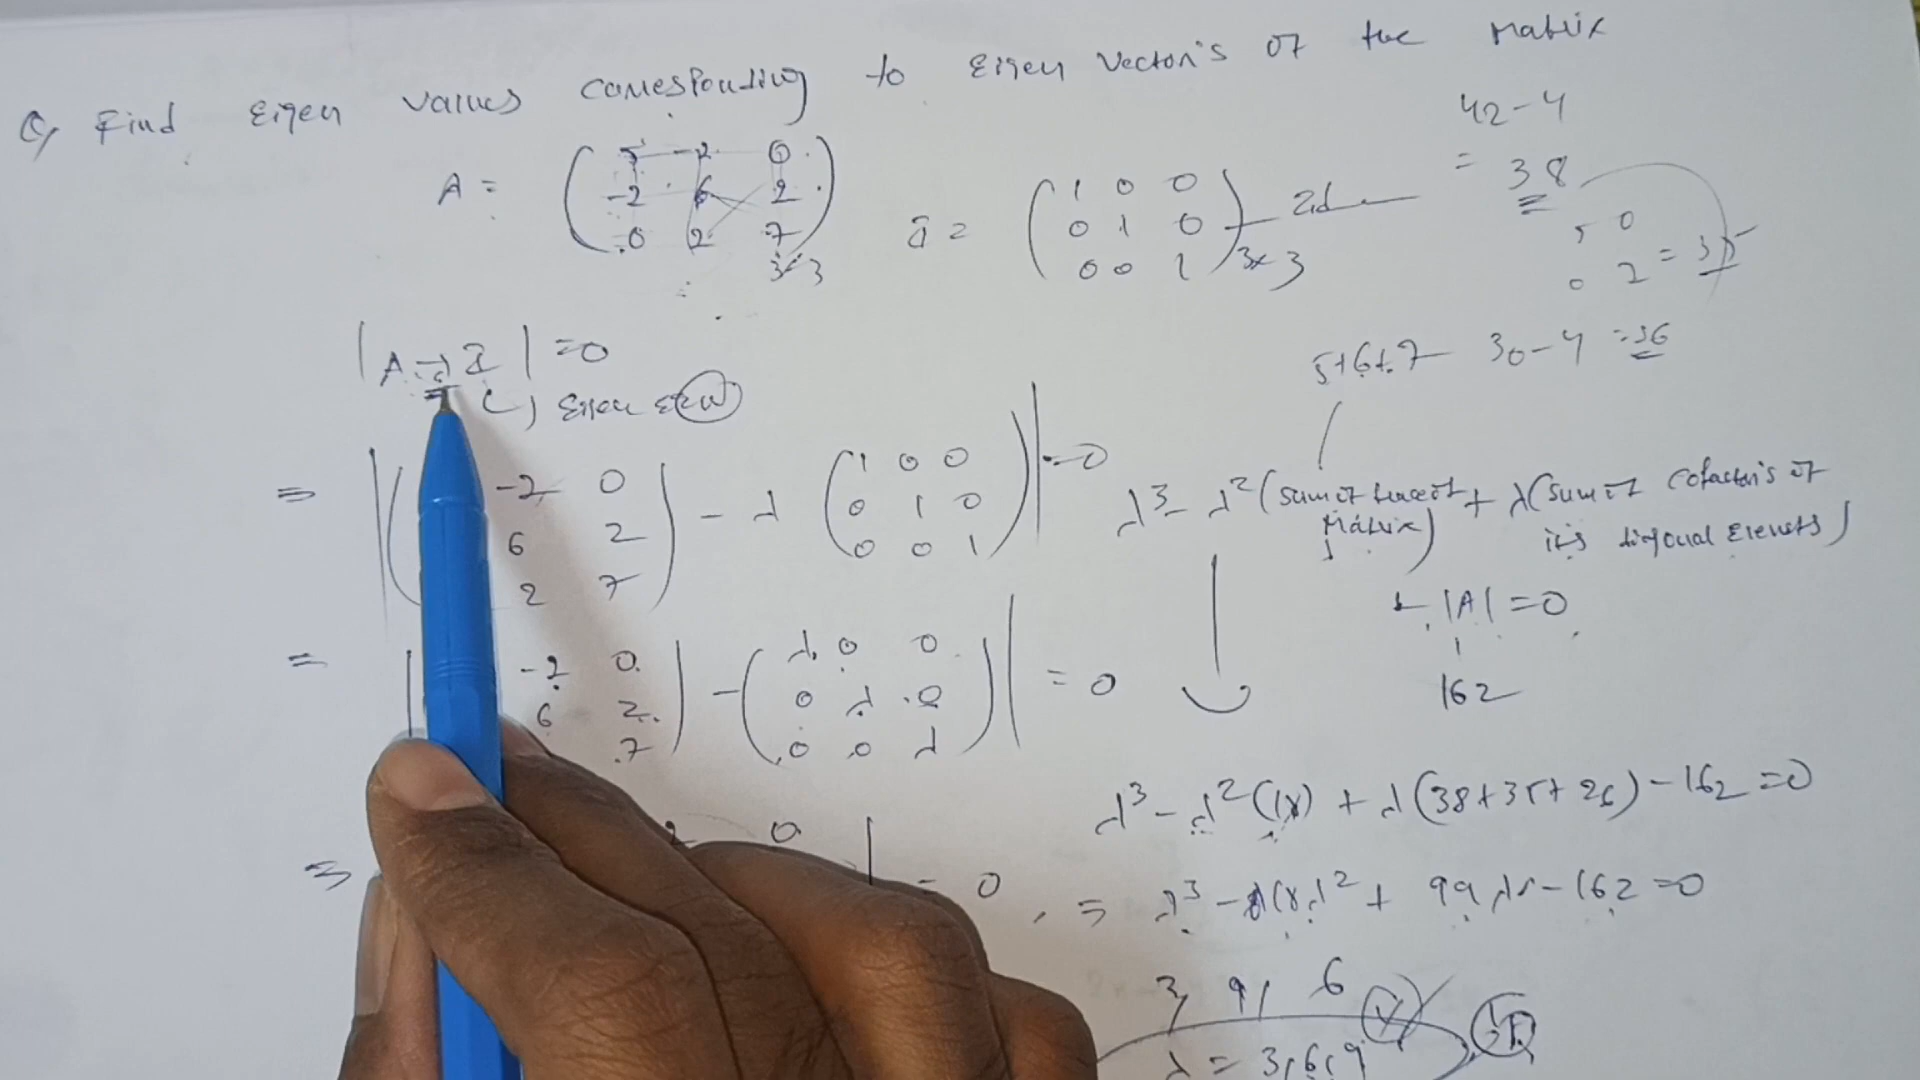 Q, Find Eigen values corresponding to Eigen Vector's of the Matrix
A = ( 5 -2 0
-2 6 2
0 2 7 ) 3×3
I = ( 1 0 0
0 1 0
0 0 1 ) 3×3
42-4
= 38
5 0
0 7 = 35
5+6+7 30-4 = 26
|A-λI| = 0
Eigen
⇒ |( -2 0
6 2
2 7 ) - λ ( 1 0 0
0 1 0
0 0 1 )| = 0
λ³ - λ² (sum of trace of Matrix) + λ (sum of cofactor's of
its diagonal Elements)
- |A| = 0
162
= | -2 0
6 2
7 ) - ( λ 0 0
0 λ 0
0 0 λ )| = 0
λ³ - λ²(18) + λ(38+35+26) - 162 = 0
⇒ 2 0 | = 0
⇒ λ³ - 18λ² + 99λ - 162 = 0
3, 9, 6
λ = 3, 6, 9